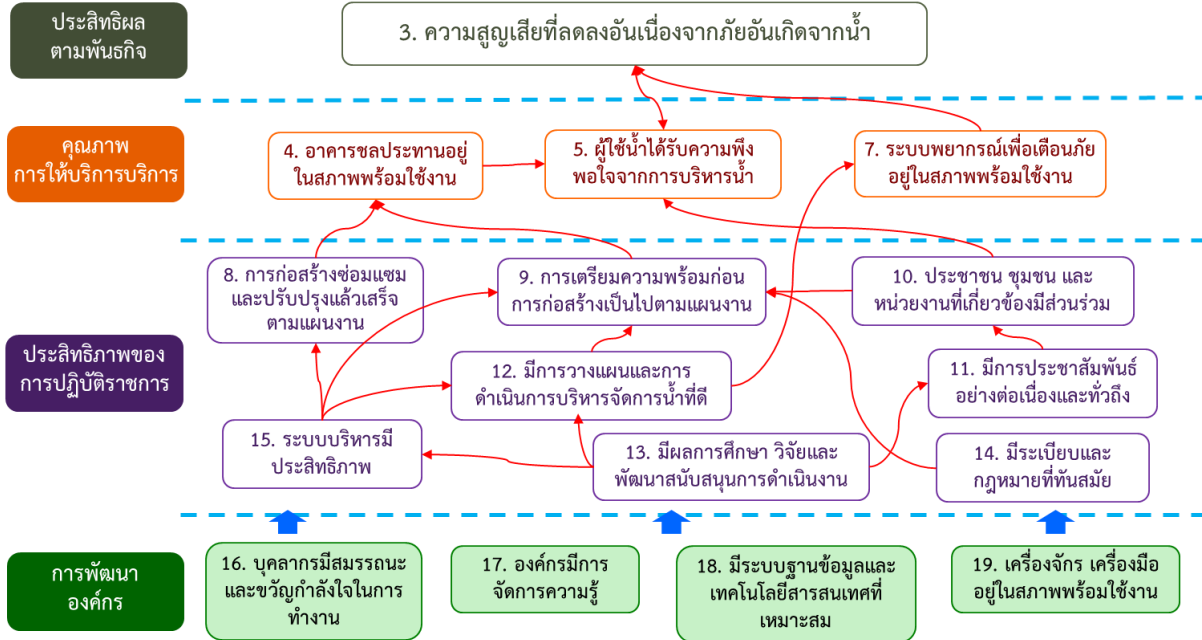 ประสิทธิผล
ตามพันธกิจ
3. ความสูญเสียที่ลดลงอันเนื่องจากภัยอันเกิดจากน้ำ
คุณภาพ
การให้บริการบริการ
4. อาคารชลประทานอยู่
ในสภาพพร้อมใช้งาน
5. ผู้ใช้น้ำได้รับความพึง
พอใจจากการบริหารน้ำ
7. ระบบพยากรณ์เพื่อเตือนภัย
อยู่ในสภาพพร้อมใช้งาน
ประสิทธิภาพของ
การปฏิบัติราชการ
8. การก่อสร้างซ่อมแซม
และปรับปรุงแล้วเสร็จ
ตามแผนงาน
9. การเตรียมความพร้อมก่อน
การก่อสร้างเป็นไปตามแผนงาน
10. ประชาชน ชุมชน และ
หน่วยงานที่เกี่ยวข้องมีส่วนร่วม
12. มีการวางแผนและการ
ดำเนินการบริหารจัดการน้ำที่ดี
11. มีการประชาสัมพันธ์
อย่างต่อเนื่องและทั่วถึง
15. ระบบบริหารมี
ประสิทธิภาพ
13. มีผลการศึกษา วิจัยและ
พัฒนาสนับสนุนการดำเนินงาน
14. มีระเบียบและ
กฎหมายที่ทันสมัย
การพัฒนา
องค์กร
16. บุคลากรมีสมรรถนะ
และขวัญกำลังใจในการ
ทำงาน
17. องค์กรมีการ
จัดการความรู้
18. มีระบบฐานข้อมูลและ
เทคโนโลยีสารสนเทศที่
เหมาะสม
19. เครื่องจักร เครื่องมือ
อยู่ในสภาพพร้อมใช้งาน